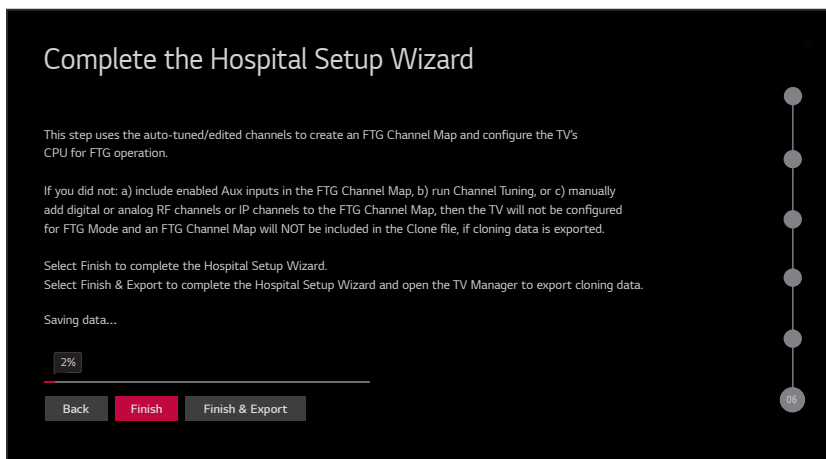 Complete the Hospital Setup Wizard
This step uses the auto-tuned/edited channels to create an FTG Channel Map and configure the TV's
CPU for FTG operation.
If you did not: a) include enabled Aux inputs in the FTG Channel Map, b) run Channel Tuning, or c) manually
add digital or analog RF channels or IP channels to the FTG Channel Map, then the TV will not be configured
for FTG Mode and an FTG Channel Map will NOT be included in the Clone file, if cloning data is exported.
Select Finish to complete the Hospital Setup Wizard.
Select Finish & Export to complete the Hospital Setup Wizard and open the TV Manager to export cloning data.
Saving data...
2%
Back Finish Finish & Export
06